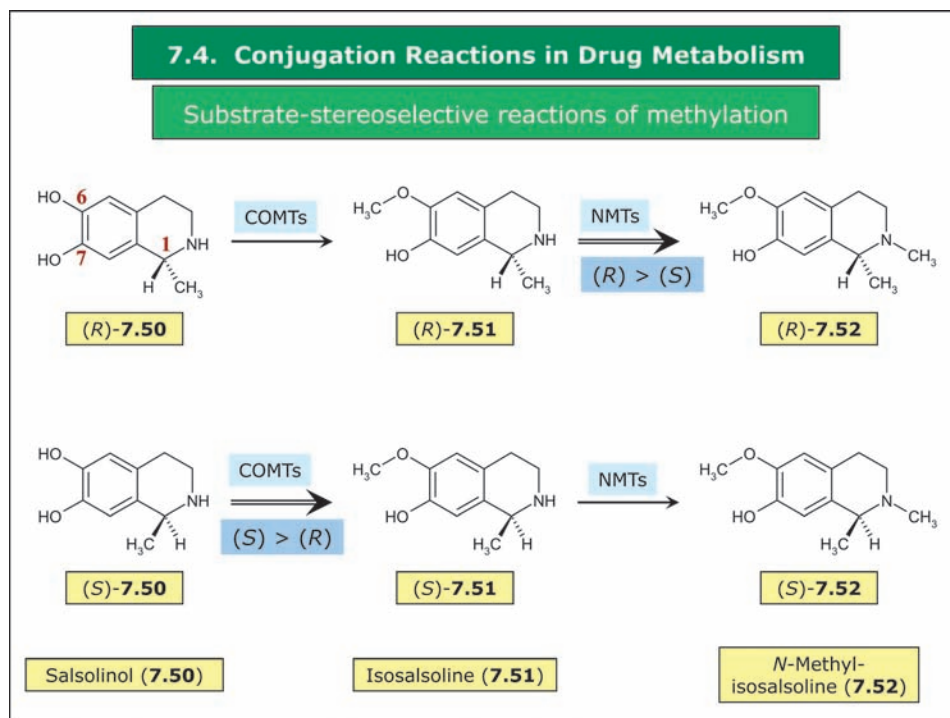 7.4. Conjugation Reactions in Drug Metabolism
Substrate-stereoselective reactions of methylation
HO 6
HO 7
1
NH
H
CH3
COMTs
O
H3C
HO
NH
H
CH3
NMTs
(R) > (S)
O
H3C
HO
N
CH3
H
CH3
(R)-7.50
(R)-7.51
(R)-7.52
HO
HO
NH
H3C
H
COMTs
(S) > (R)
O
H3C
HO
NH
H3C
H
NMTs
O
H3C
HO
N
CH3
H3C
H
(S)-7.50
(S)-7.51
(S)-7.52
Salsolinol (7.50)
Isosalsoline (7.51)
N-Methyl-
isosalsoline (7.52)